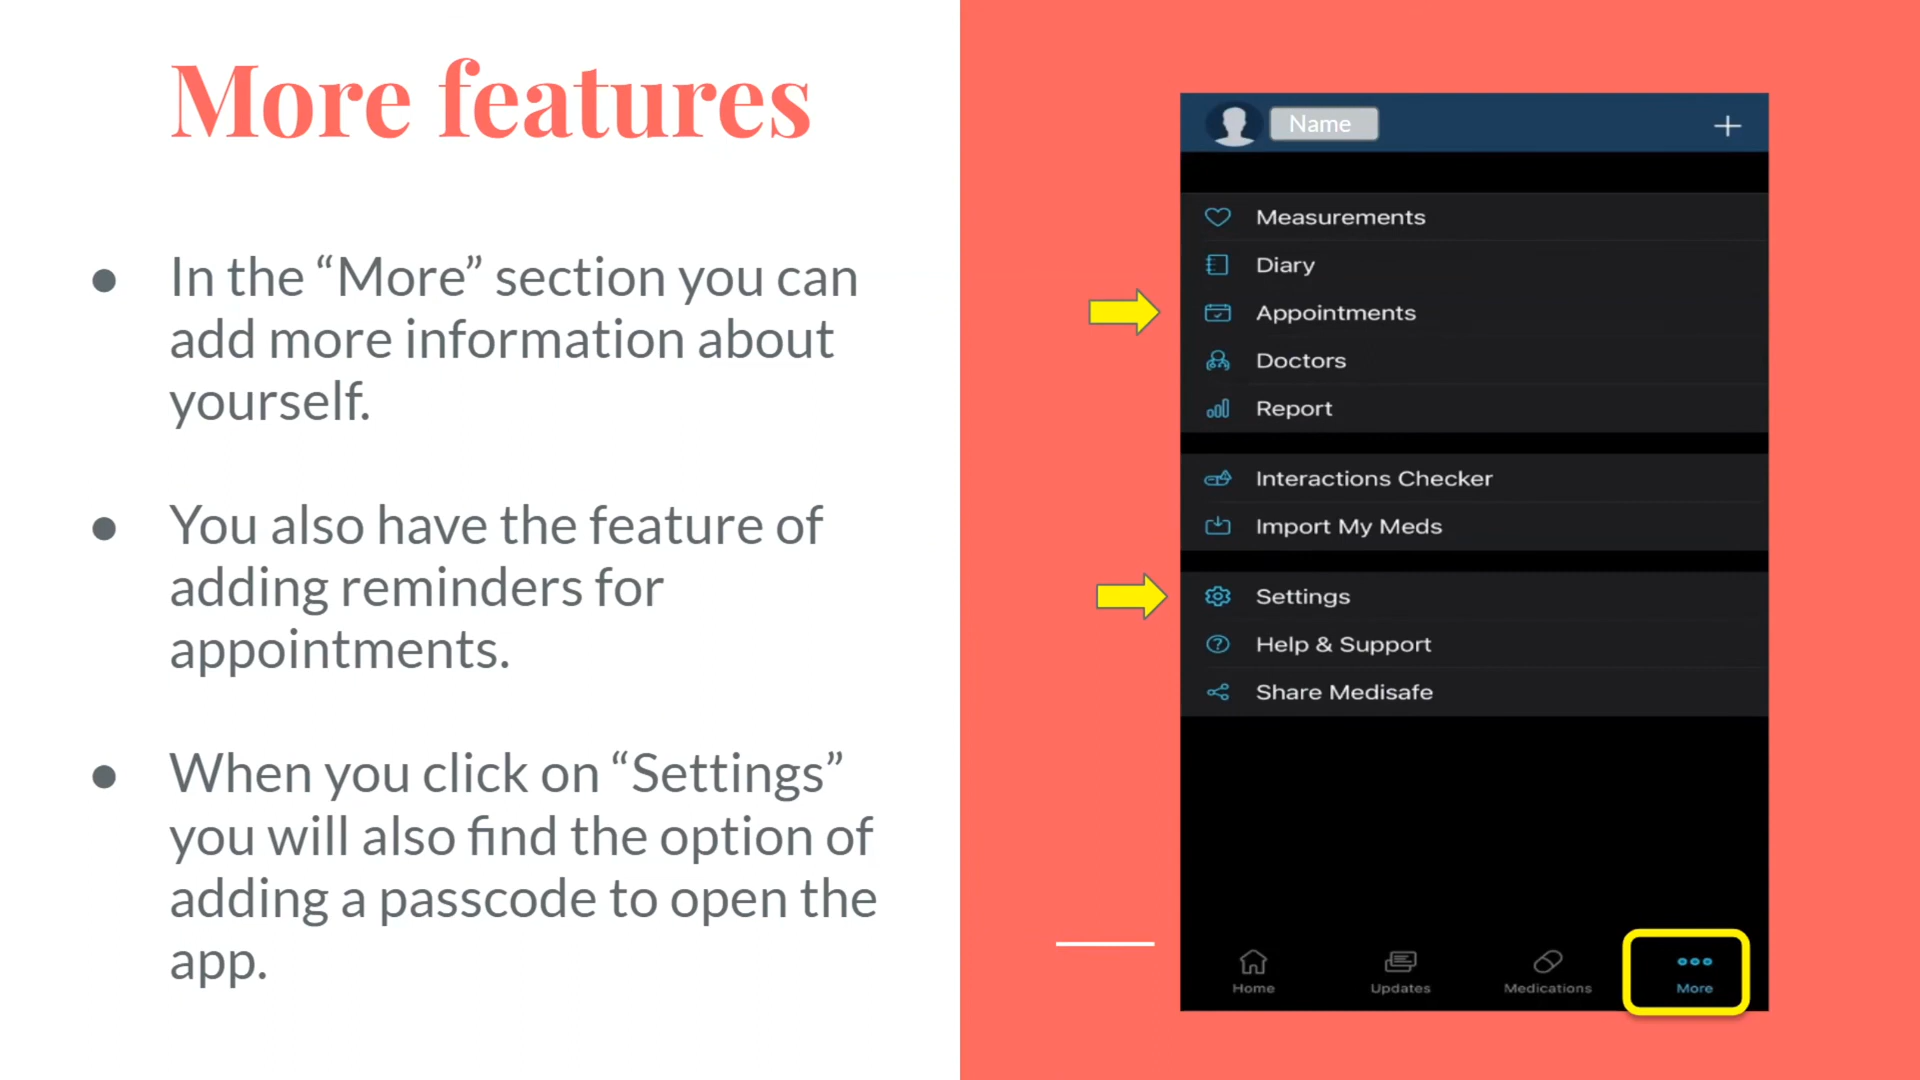 More features
● In the “More” section you can
add more information about
yourself.
● You also have the feature of
adding reminders for
appointments.
● When you click on “Settings”
you will also find the option of
adding a passcode to open the
app.
Name
Measurements
Diary
Appointments
Doctors
Report
Interactions Checker
Import My Meds
Settings
Help & Support
Share Medisafe
Home Updates Medications More